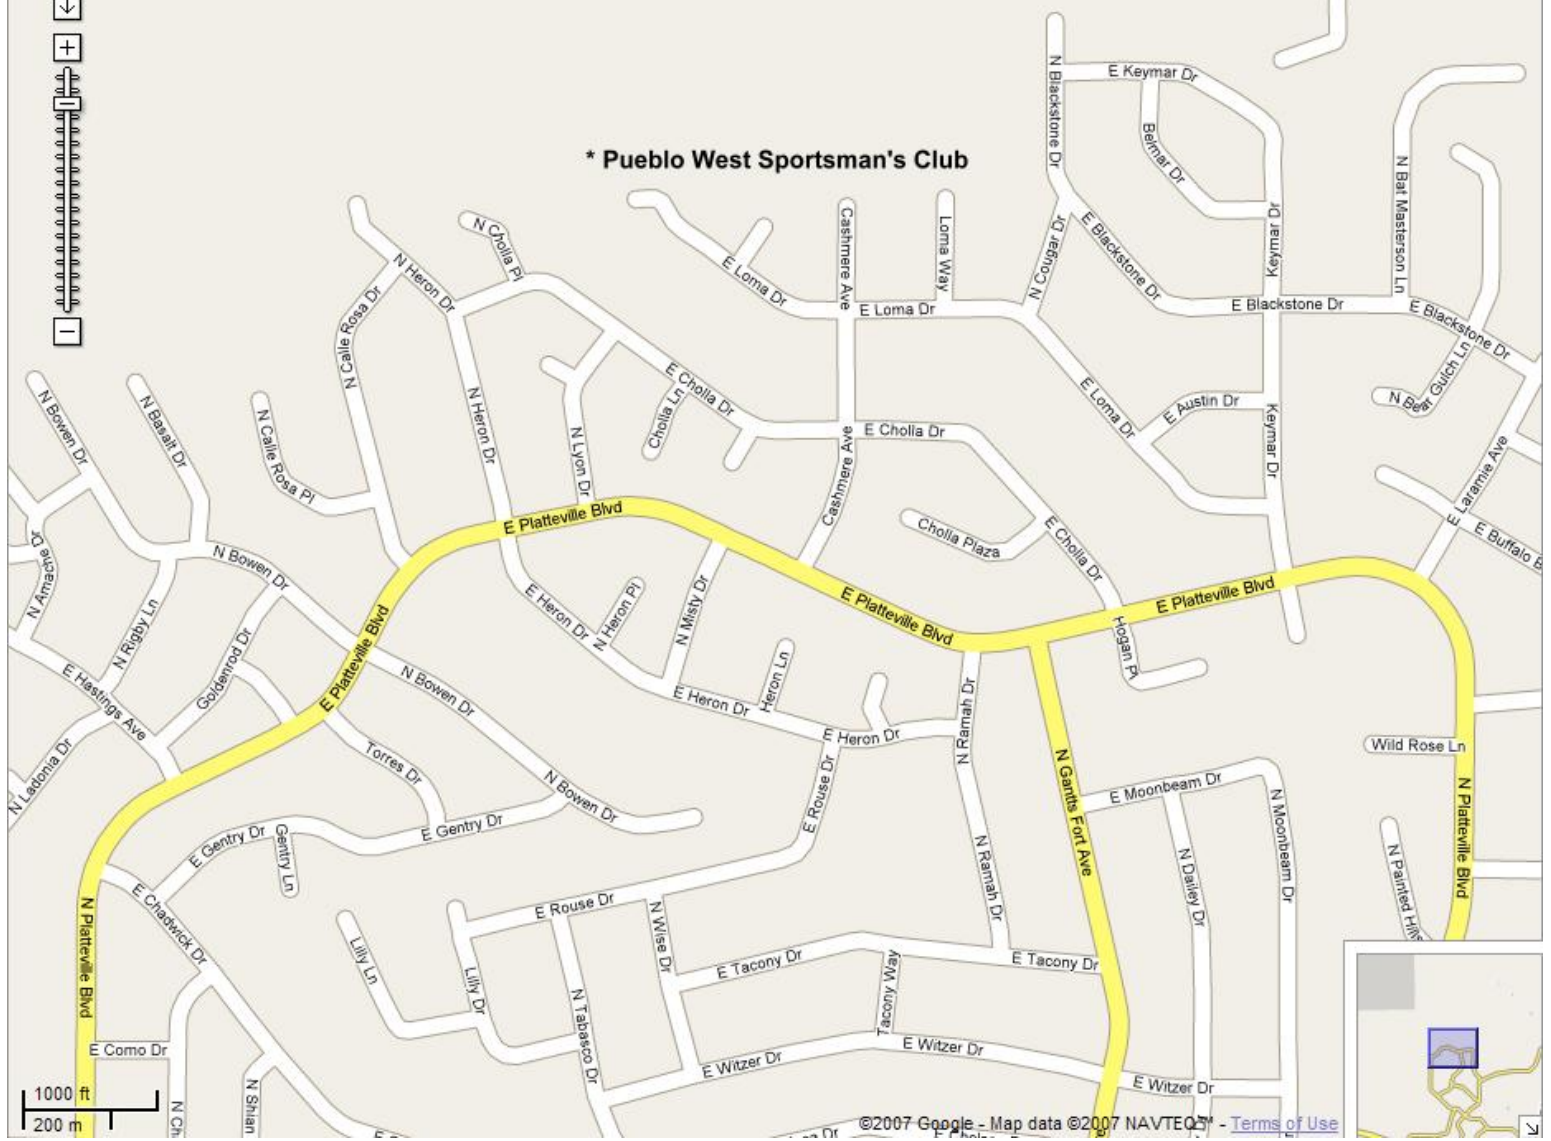 N Blackstone Dr
E Keymar Dr
Belmar Dr
* Pueblo West Sportsman's Club
N Bat Masterson Ln
Keymar Dr
N Cholla Pl
Cashmere Ave
Loma Way
N Cougar Dr
E Blackstone Dr
N Heron Dr
E Loma Dr
E Loma Dr
E Blackstone Dr
E Blackstone Dr
N Calle Rosa Dr
N Bear Gulch Ln
N Bowen Dr
N Basalt Dr
N Calle Rosa Pl
N Heron Dr
N Lyon Dr
Cholla Ln
E Cholla Dr
E Cholla Dr
Cashmere Ave
E Loma Dr
E Austin Dr
Keymar Dr
E Laramie Ave
E Platteville Blvd
Cholla Plaza
E Cholla Dr
E Buffalo B
N Amache Dr
N Bowen Dr
N Rigby Ln
Goldenrod Dr
E Platteville Blvd
E Heron Dr
N Heron Pl
N Misty Dr
E Platteville Blvd
E Platteville Blvd
Hogan Pl
E Hastings Ave
N Bowen Dr
Heron Ln
E Heron Dr
E Heron Dr
N Ramah Dr
N Ladonia Dr
Torres Dr
N Bowen Dr
E Rouse Dr
N Gantts Fort Ave
E Moonbeam Dr
N Moonbeam Dr
Wild Rose Ln
N Platteville Blvd
E Gentry Dr
Gentry Ln
E Gentry Dr
N Ramah Dr
N Dailey Dr
N Painted Hills
N Platteville Blvd
E Chadwick Dr
Lilly Ln
Lilly Dr
E Rouse Dr
N Wise Dr
E Tacony Dr
Tacony Way
E Tacony Dr
E Como Dr
N Tabasco Dr
E Witzer Dr
E Witzer Dr
E Witzer Dr
1000 ft
200 m
N Ch
N Shian
©2007 Google - Map data ©2007 NAVTEQ™ - Terms of Use